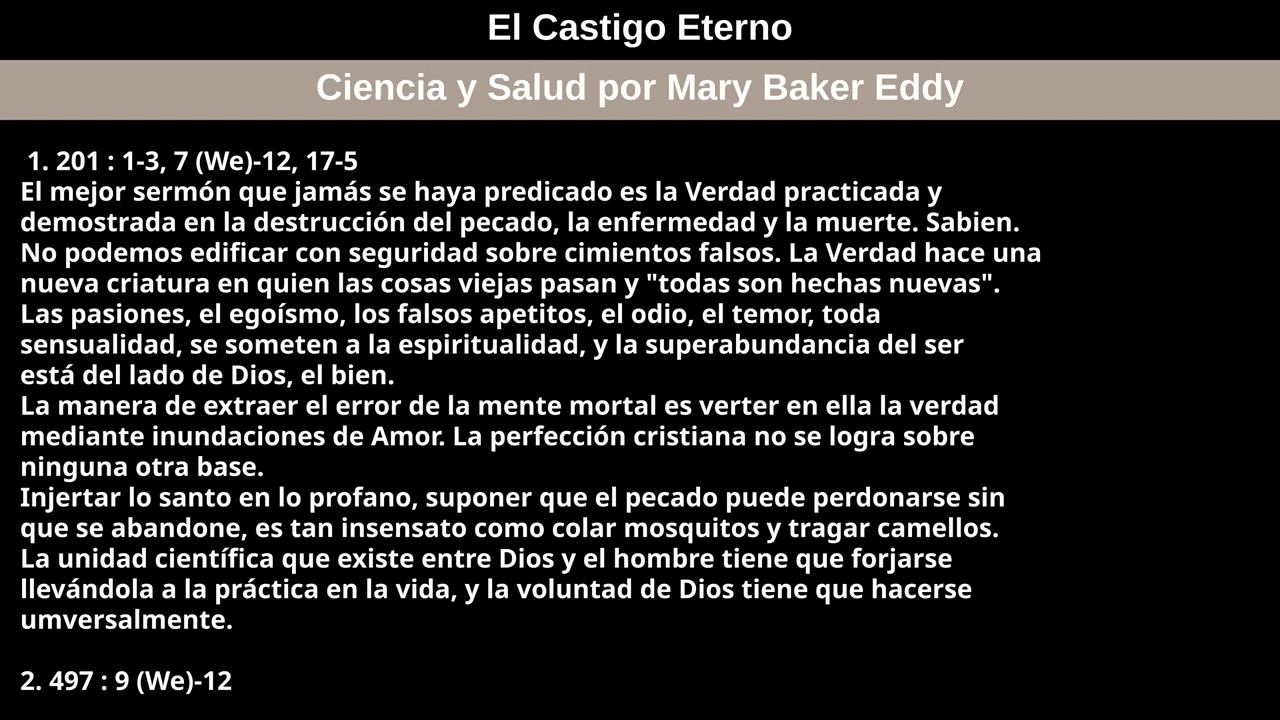 El Castigo Eterno
Ciencia y Salud por Mary Baker Eddy
1. 201 : 1-3, 7 (We)-12, 17-5
El mejor sermón que jamás se haya predicado es la Verdad practicada y
demostrada en la destrucción del pecado, la enfermedad y la muerte. Sabien.
No podemos edificar con seguridad sobre cimientos falsos. La Verdad hace una
nueva criatura en quien las cosas viejas pasan y "todas son hechas nuevas".
Las pasiones, el egoísmo, los falsos apetitos, el odio, el temor, toda
sensualidad, se someten a la espiritualidad, y la superabundancia del ser
está del lado de Dios, el bien.
La manera de extraer el error de la mente mortal es verter en ella la verdad
mediante inundaciones de Amor. La perfección cristiana no se logra sobre
ninguna otra base.
Injertar lo santo en lo profano, suponer que el pecado puede perdonarse sin
que se abandone, es tan insensato como colar mosquitos y tragar camellos.
La unidad científica que existe entre Dios y el hombre tiene que forjarse
llevándola a la práctica en la vida, y la voluntad de Dios tiene que hacerse
umversalmente.
2. 497 : 9 (We)-12